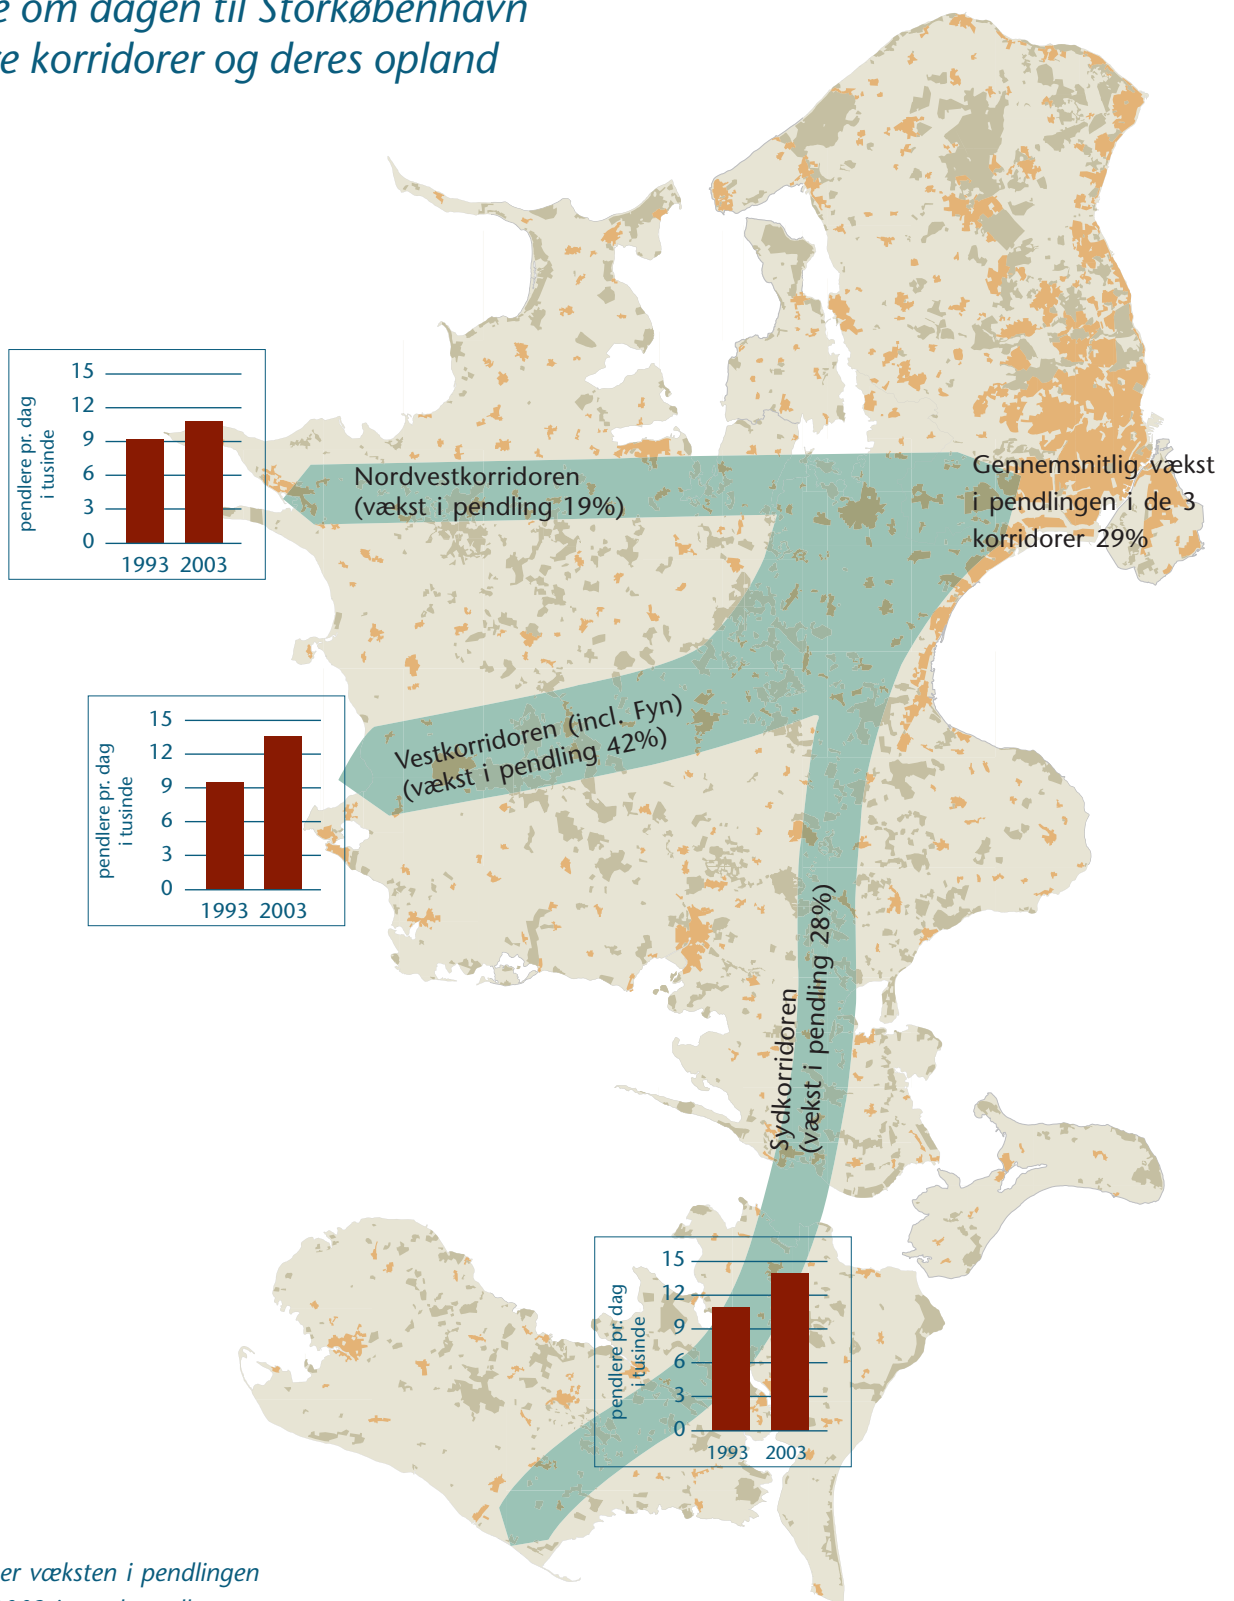 e om dagen til Storkøbenhavn
re korridorer og deres opland
15
12
9
6
3
0
pendlere pr. dag
i tusinde
1993 2003
Nordvestkorridoren
(vækst i pendling 19%)
Gennemsnitlig vækst
i pendlingen i de 3
korridorer 29%
15
12
9
6
3
0
pendlere pr. dag
i tusinde
1993 2003
Vestkorridoren (incl. Fyn)
(vækst i pendling 42%)
Sydkorridoren
(vækst i pendling 28%)
15
12
9
6
3
0
pendlere pr. dag
i tusinde
1993 2003
er væksten i pendlingen